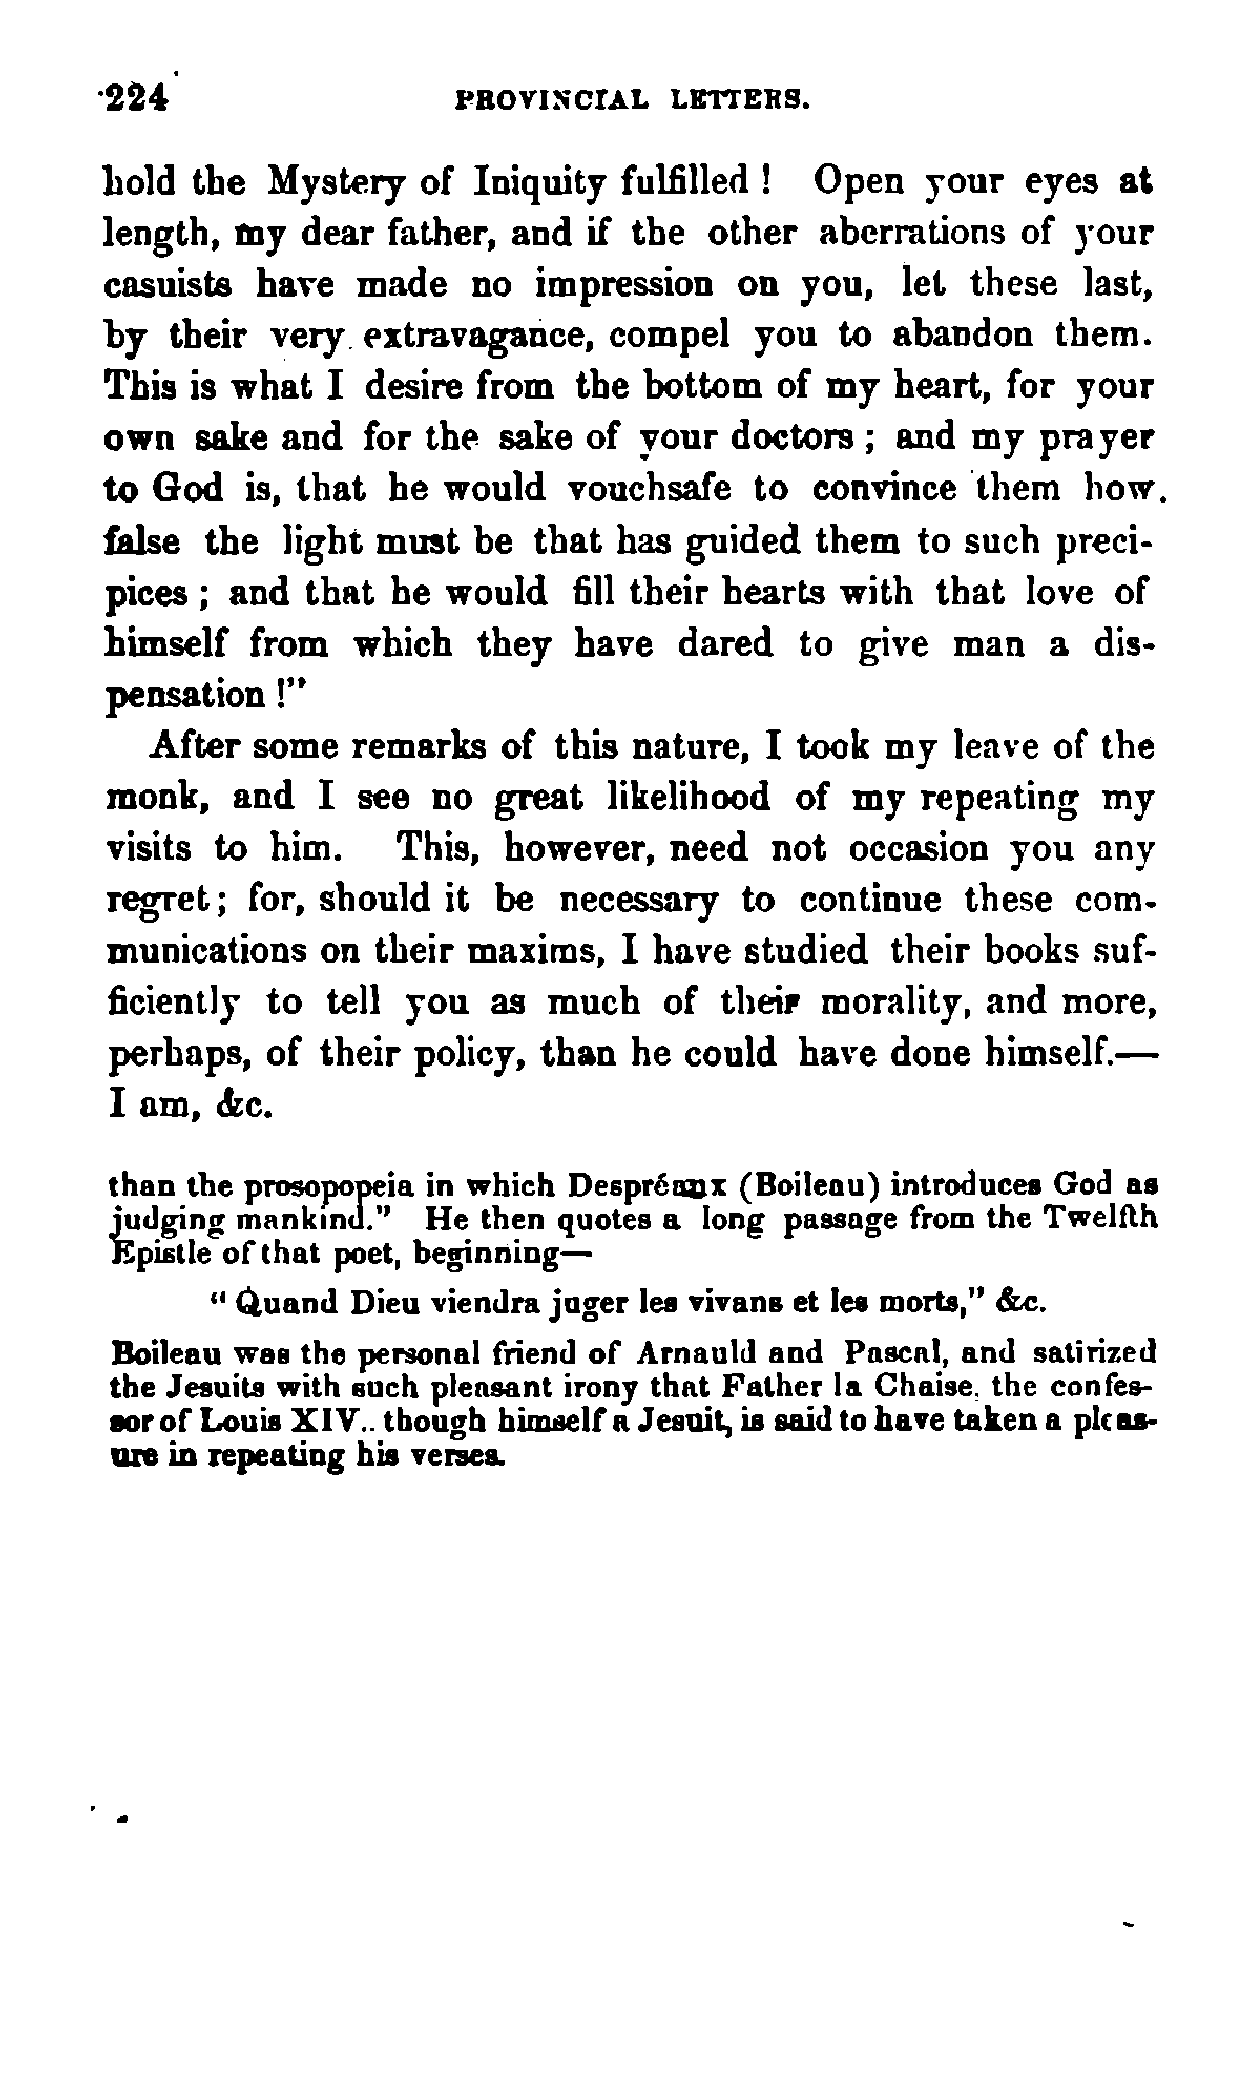 224 PROVINCIAL LETTERS.
hold the Mystery of Iniquity fulfilled ! Open your eyes at
length, my dear father, and if the other aberrations of your
casuists have made no impression on you, let these last,
by their very extravagance, compel you to abandon them.
This is what I desire from the bottom of my heart, for your
own sake and for the sake of your doctors ; and my prayer
to God is, that he would vouchsafe to convince them how
false the light must be that has guided them to such preci-
pices ; and that he would fill their hearts with that love of
himself from which they have dared to give man a dis-
pensation !"
After some remarks of this nature, I took my leave of the
monk, and I see no great likelihood of my repeating my
visits to him. This, however, need not occasion you any
regret ; for, should it be necessary to continue these com-
munications on their maxims, I have studied their books suf-
ficiently to tell you as much of their morality, and more,
perhaps, of their policy, than he could have done himself.—
I am, &c.
than the prosopopeia in which Despréaux (Boileau) introduces God as
judging mankind." He then quotes a long passage from the Twelfth
Epistle of that poet, beginning—
" Quand Dieu viendra juger les vivans et les morts," &c.
Boileau was the personal friend of Arnauld and Pascal, and satirized
the Jesuits with such pleasant irony that Father la Chaise, the confes-
sor of Louis XIV., though himself a Jesuit, is said to have taken a pleas-
ure in repeating his verses.